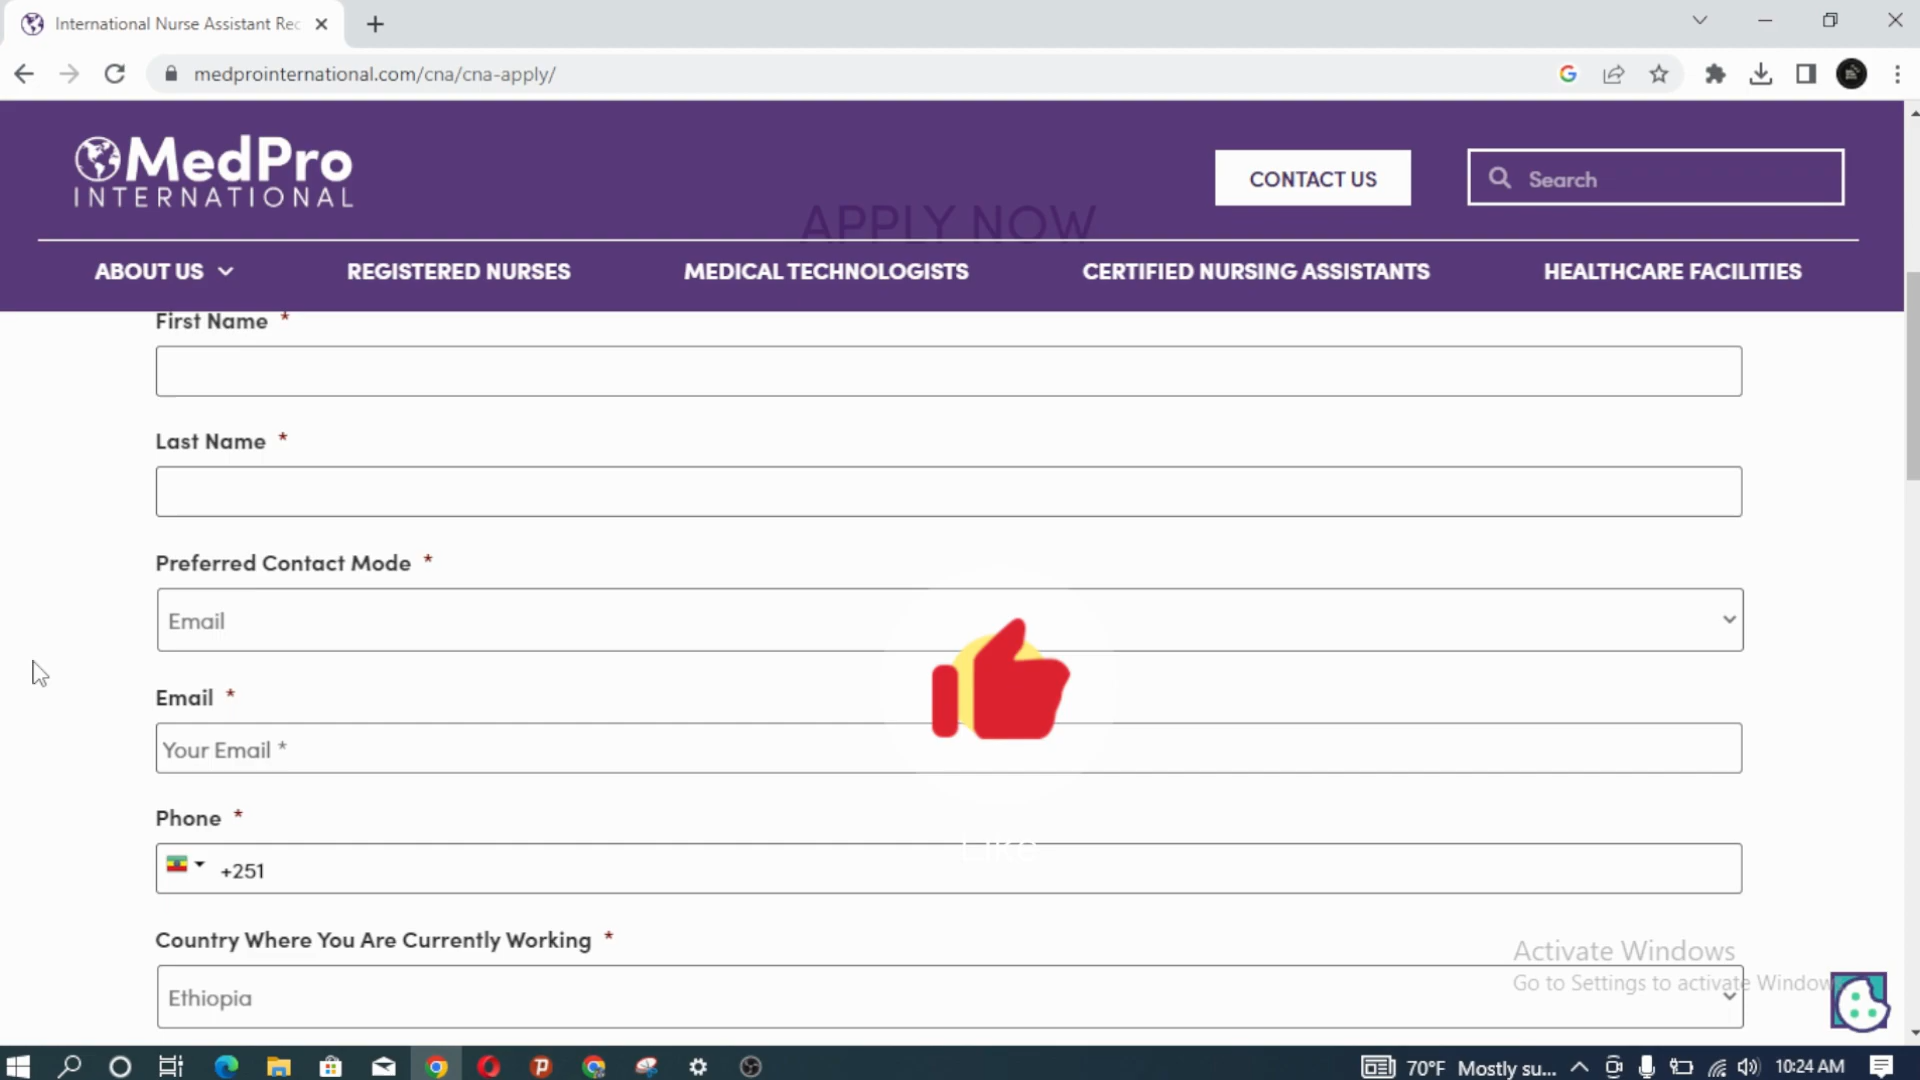 International Nurse Assistant Rec
medprointernational.com/cna/cna-apply/
MedPro
INTERNATIONAL
CONTACT US
Search
APPLY NOW
ABOUT US
REGISTERED NURSES
MEDICAL TECHNOLOGISTS
CERTIFIED NURSING ASSISTANTS
HEALTHCARE FACILITIES
First Name *
Last Name *
Preferred Contact Mode *
Email
Email *
Your Email *
Phone *
+251
Like
Country Where You Are Currently Working *
Ethiopia
Activate Windows
Go to Settings to activate Window
70°F Mostly su...
10:24 AM